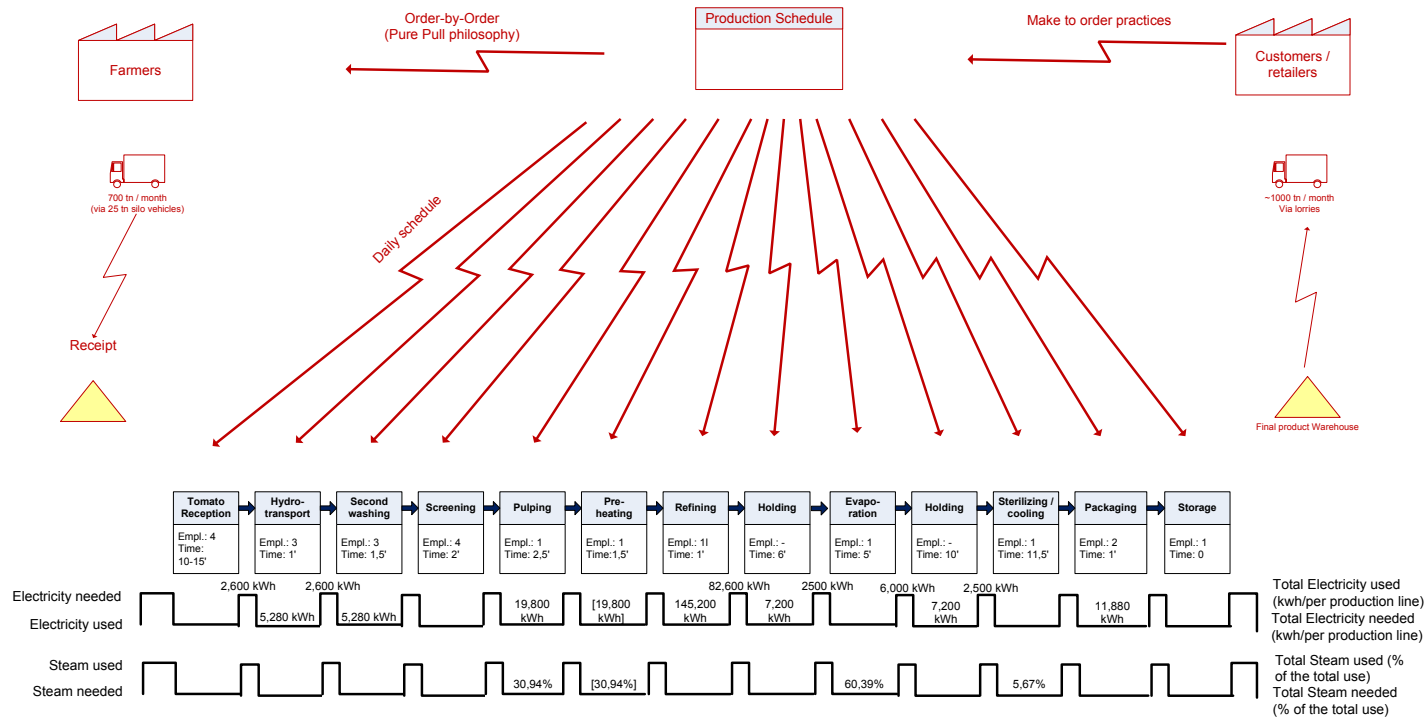 Order-by-Order
(Pure Pull philosophy)
Production Schedule
Make to order practices
Farmers
Customers /
retailers
700 tn / month
(via 25 tn silo vehicles)
~1000 tn / month
Via lorries
Daily schedule
Receipt
Final product Warehouse
Tomato
Reception
Empl.: 4
Time:
10-15'
Hydro-
transport
Empl.: 3
Time: 1'
Second
washing
Empl.: 3
Time: 1,5'
Screening
Empl.: 4
Time: 2'
Pulping
Empl.: 1
Time: 2,5'
Pre-
heating
Empl.: 1
Time:1,5'
Refining
Empl.: 1l
Time: 1'
Holding
Empl.: -
Time: 6'
Evapo-
ration
Empl.: 1
Time: 5'
Holding
Empl.: -
Time: 10'
Sterilizing /
cooling
Empl.: 1
Time: 11,5'
Packaging
Empl.: 2
Time: 1'
Storage
Empl.: 1
Time: 0
2,600 kWh
2,600 kWh
82,600 kWh
2500 kWh
6,000 kWh
2,500 kWh
Electricity needed
Electricity used
5,280 kWh
5,280 kWh
19,800
kWh
[19,800
kWh]
145,200
kWh
7,200
kWh
7,200
kWh
11,880
kWh
Total Electricity used
(kwh/per production line)
Total Electricity needed
(kwh/per production line)
Steam used
Steam needed
30,94%
[30,94%]
60,39%
5,67%
Total Steam used (%
of the total use)
Total Steam needed
(% of the total use)